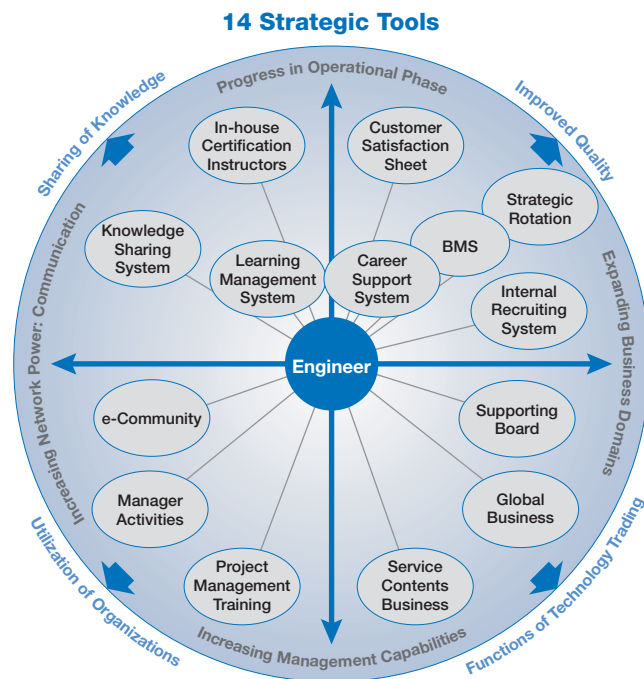 14 Strategic Tools
Progress in Operational Phase
Sharing of Knowledge
Improved Quality
In-house
Certification
Instructors
Customer
Satisfaction
Sheet
Strategic
Rotation
Knowledge
Sharing
System
BMS
Learning
Management
System
Career
Support
System
Internal
Recruiting
System
Increasing Network Power: Communication
Expanding Business Domains
Engineer
e-Community
Supporting
Board
Manager
Activities
Global
Business
Project
Management
Training
Service
Contents
Business
Utilization of Organizations
Functions of Technology Trading
Increasing Management Capabilities